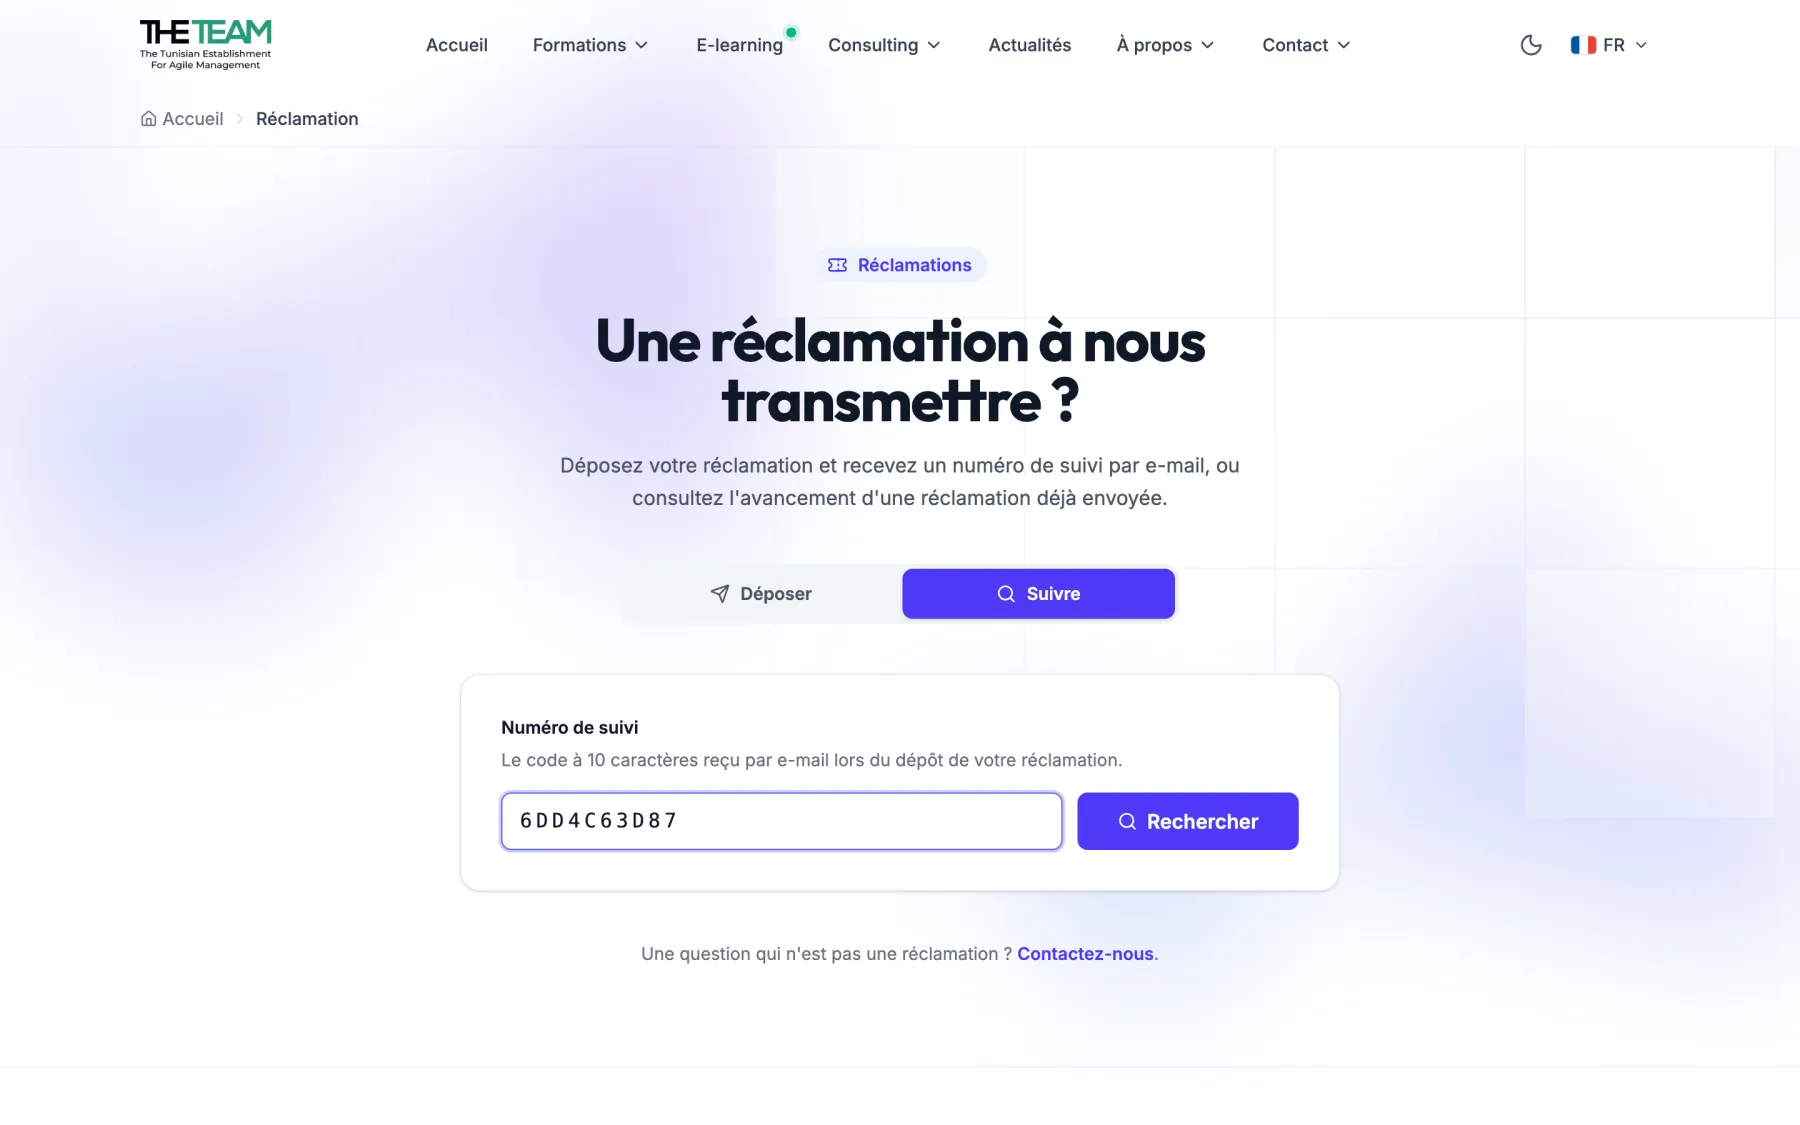 THE TEAM
The Tunisian Establishment
For Agile Management
Accueil
Formations
E-learning
Consulting
Actualités
À propos
Contact
FR
Accueil
Réclamation
Réclamations
Une réclamation à nous
transmettre ?
Déposez votre réclamation et recevez un numéro de suivi par e-mail, ou
consultez l'avancement d'une réclamation déjà envoyée.
Déposer
Suivre
Numéro de suivi
Le code à 10 caractères reçu par e-mail lors du dépôt de votre réclamation.
6DD4C63D87
Rechercher
Une question qui n'est pas une réclamation ? Contactez-nous.